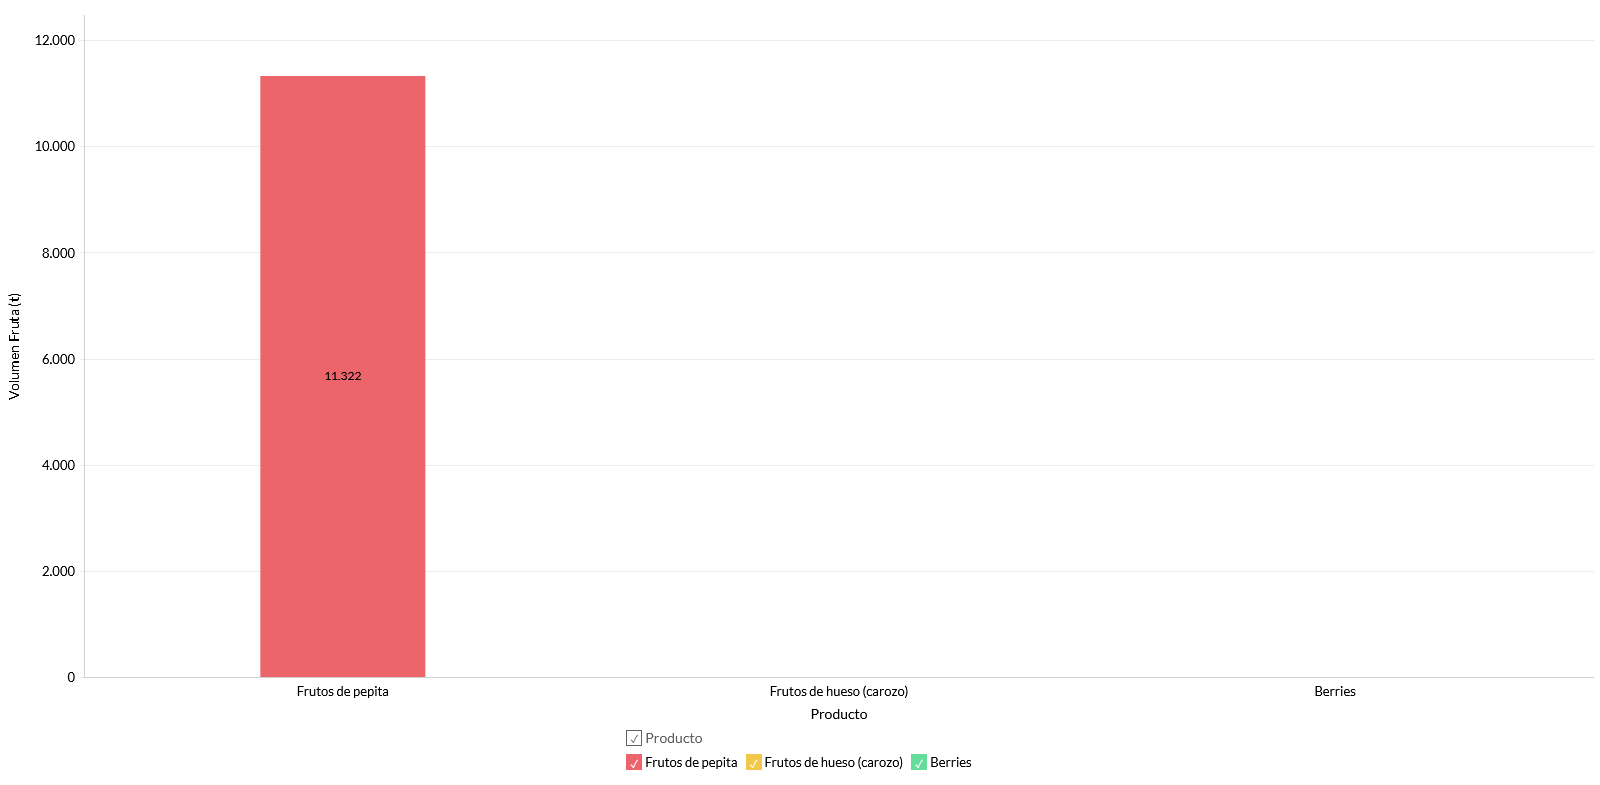 12.000
10.000
8.000
6.000
4.000
2.000
0
Volumen Fruta (t)
11.322
Frutos de pepita
Frutos de hueso (carozo)
Berries
Producto
Producto
Frutos de pepita Frutos de hueso (carozo) Berries